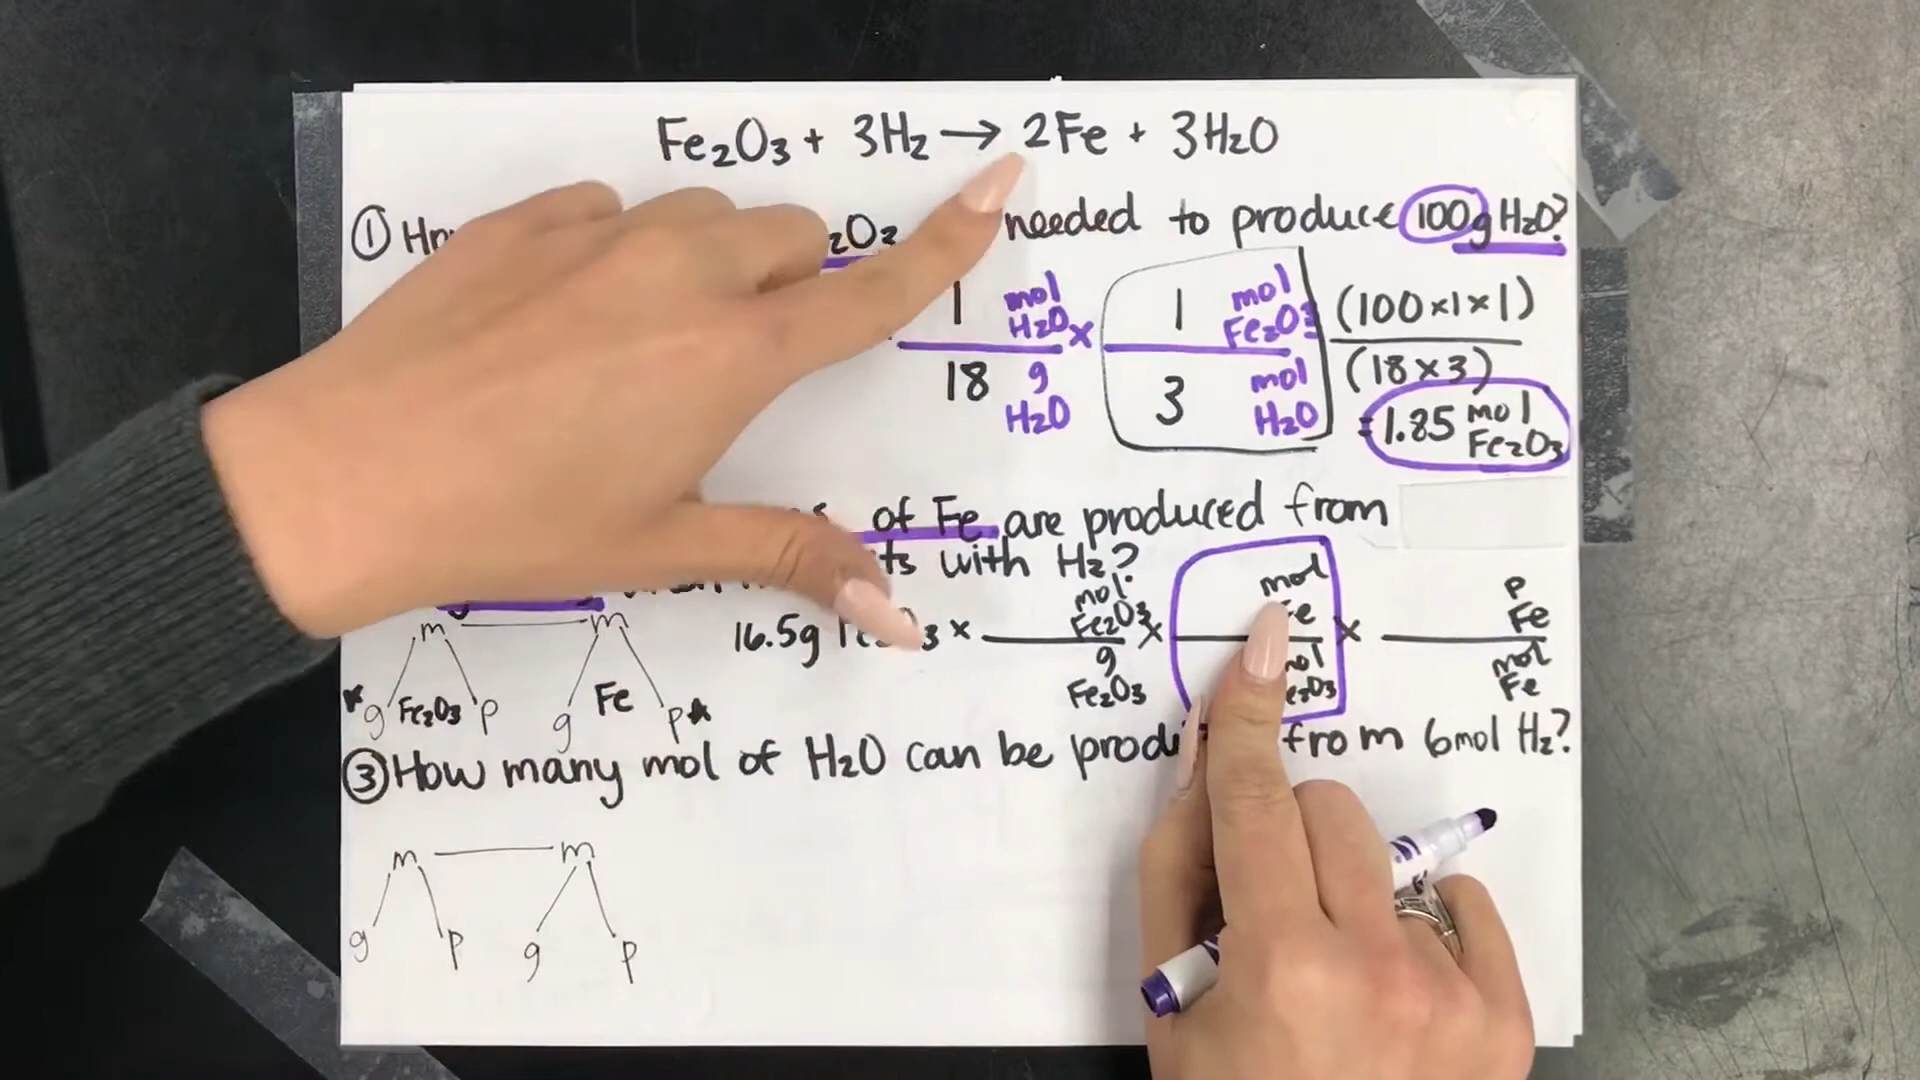 Fe₂O₃ + 3H₂ → 2Fe + 3H₂O
① needed to produce 100g H₂O?
1 mol H₂O × 1 mol Fe₂O₃ (100×1×1)
18 g H₂O 3 mol H₂O (18×3)
= 1.85 mol Fe₂O₃
of Fe are produced from
with H₂?
16.5g × mol Fe₂O₃ × mol Fe × P Fe
g Fe₂O₃ mol Fe
m m
*g Fe₂O₃ p g Fe p*
③ How many mol of H₂O can be from 6mol H₂?
m m
g p g p